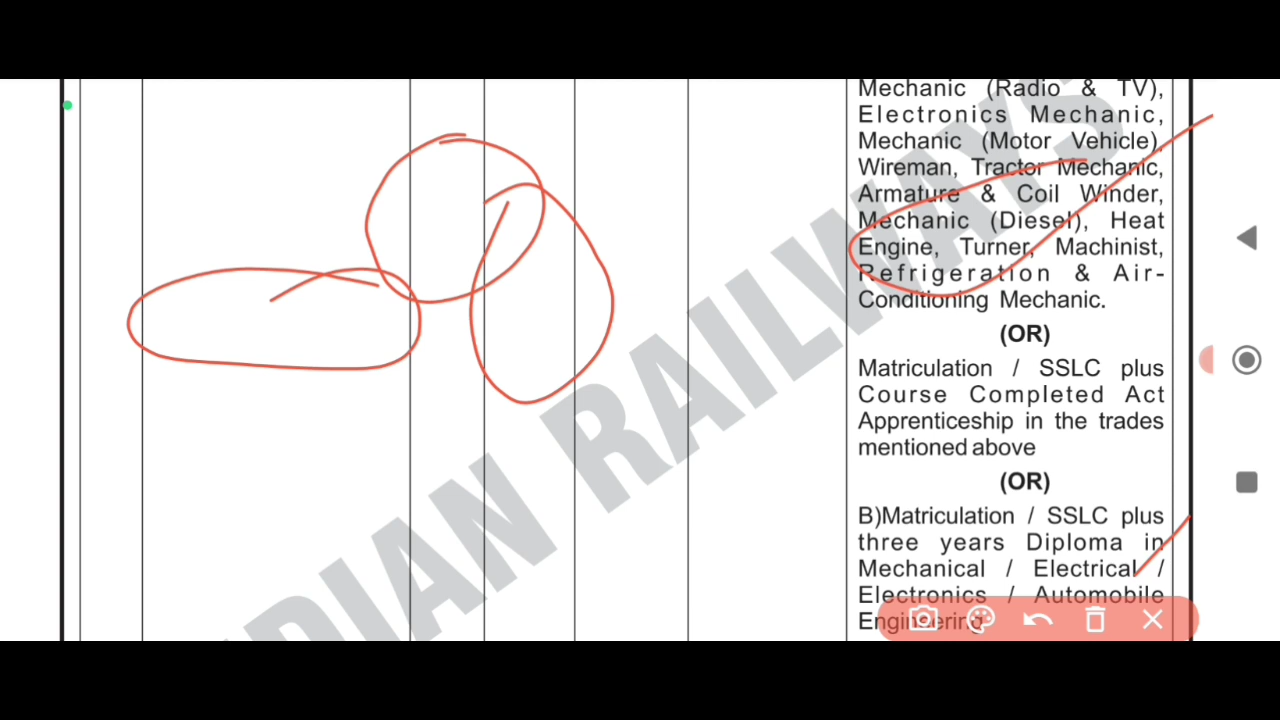 Mechanic (Radio & TV),
Electronics Mechanic,
Mechanic (Motor Vehicle),
Wireman, Tractor Mechanic,
Armature & Coil Winder,
Mechanic (Diesel), Heat
Engine, Turner, Machinist,
Refrigeration & Air-
Conditioning Mechanic.
(OR)
Matriculation / SSLC plus
Course Completed Act
Apprenticeship in the trades
mentioned above
(OR)
B)Matriculation / SSLC plus
three years Diploma in
Mechanical / Electrical /
Electronics / Automobile
Engineering
DIAN RAILWAYS